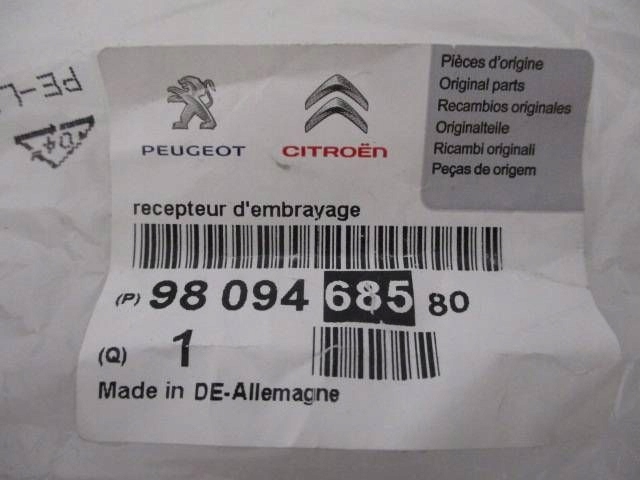 PE-L
04
PEUGEOT
CITROËN
Pièces d'origine
Original parts
Recambios originales
Originalteile
Ricambi originali
Peças de origem
recepteur d'embrayage
(P) 98 094 685 80
(Q) 1
Made in DE-Allemagne